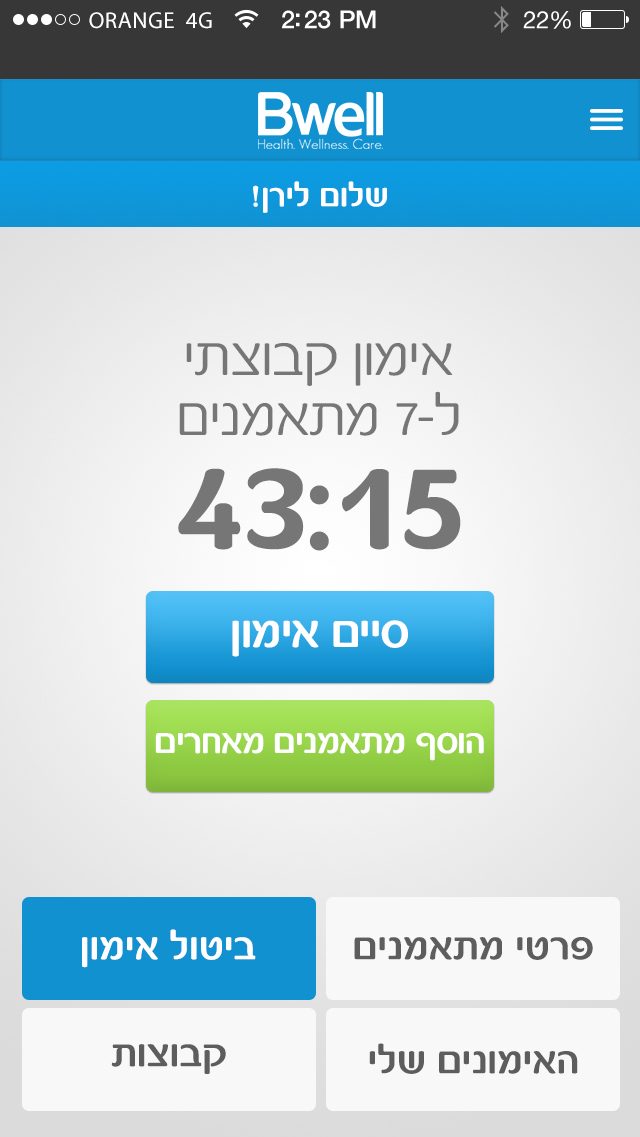 ORANGE 4G 2:23 PM 22%
Bwell
Health. Wellness. Care.
שלום לירן!
אימון קבוצתי
ל-7 מתאמנים
43:15
סיים אימון
הוסף מתאמנים מאחרים
פרטי מתאמנים
ביטול אימון
האימונים שלי
קבוצות